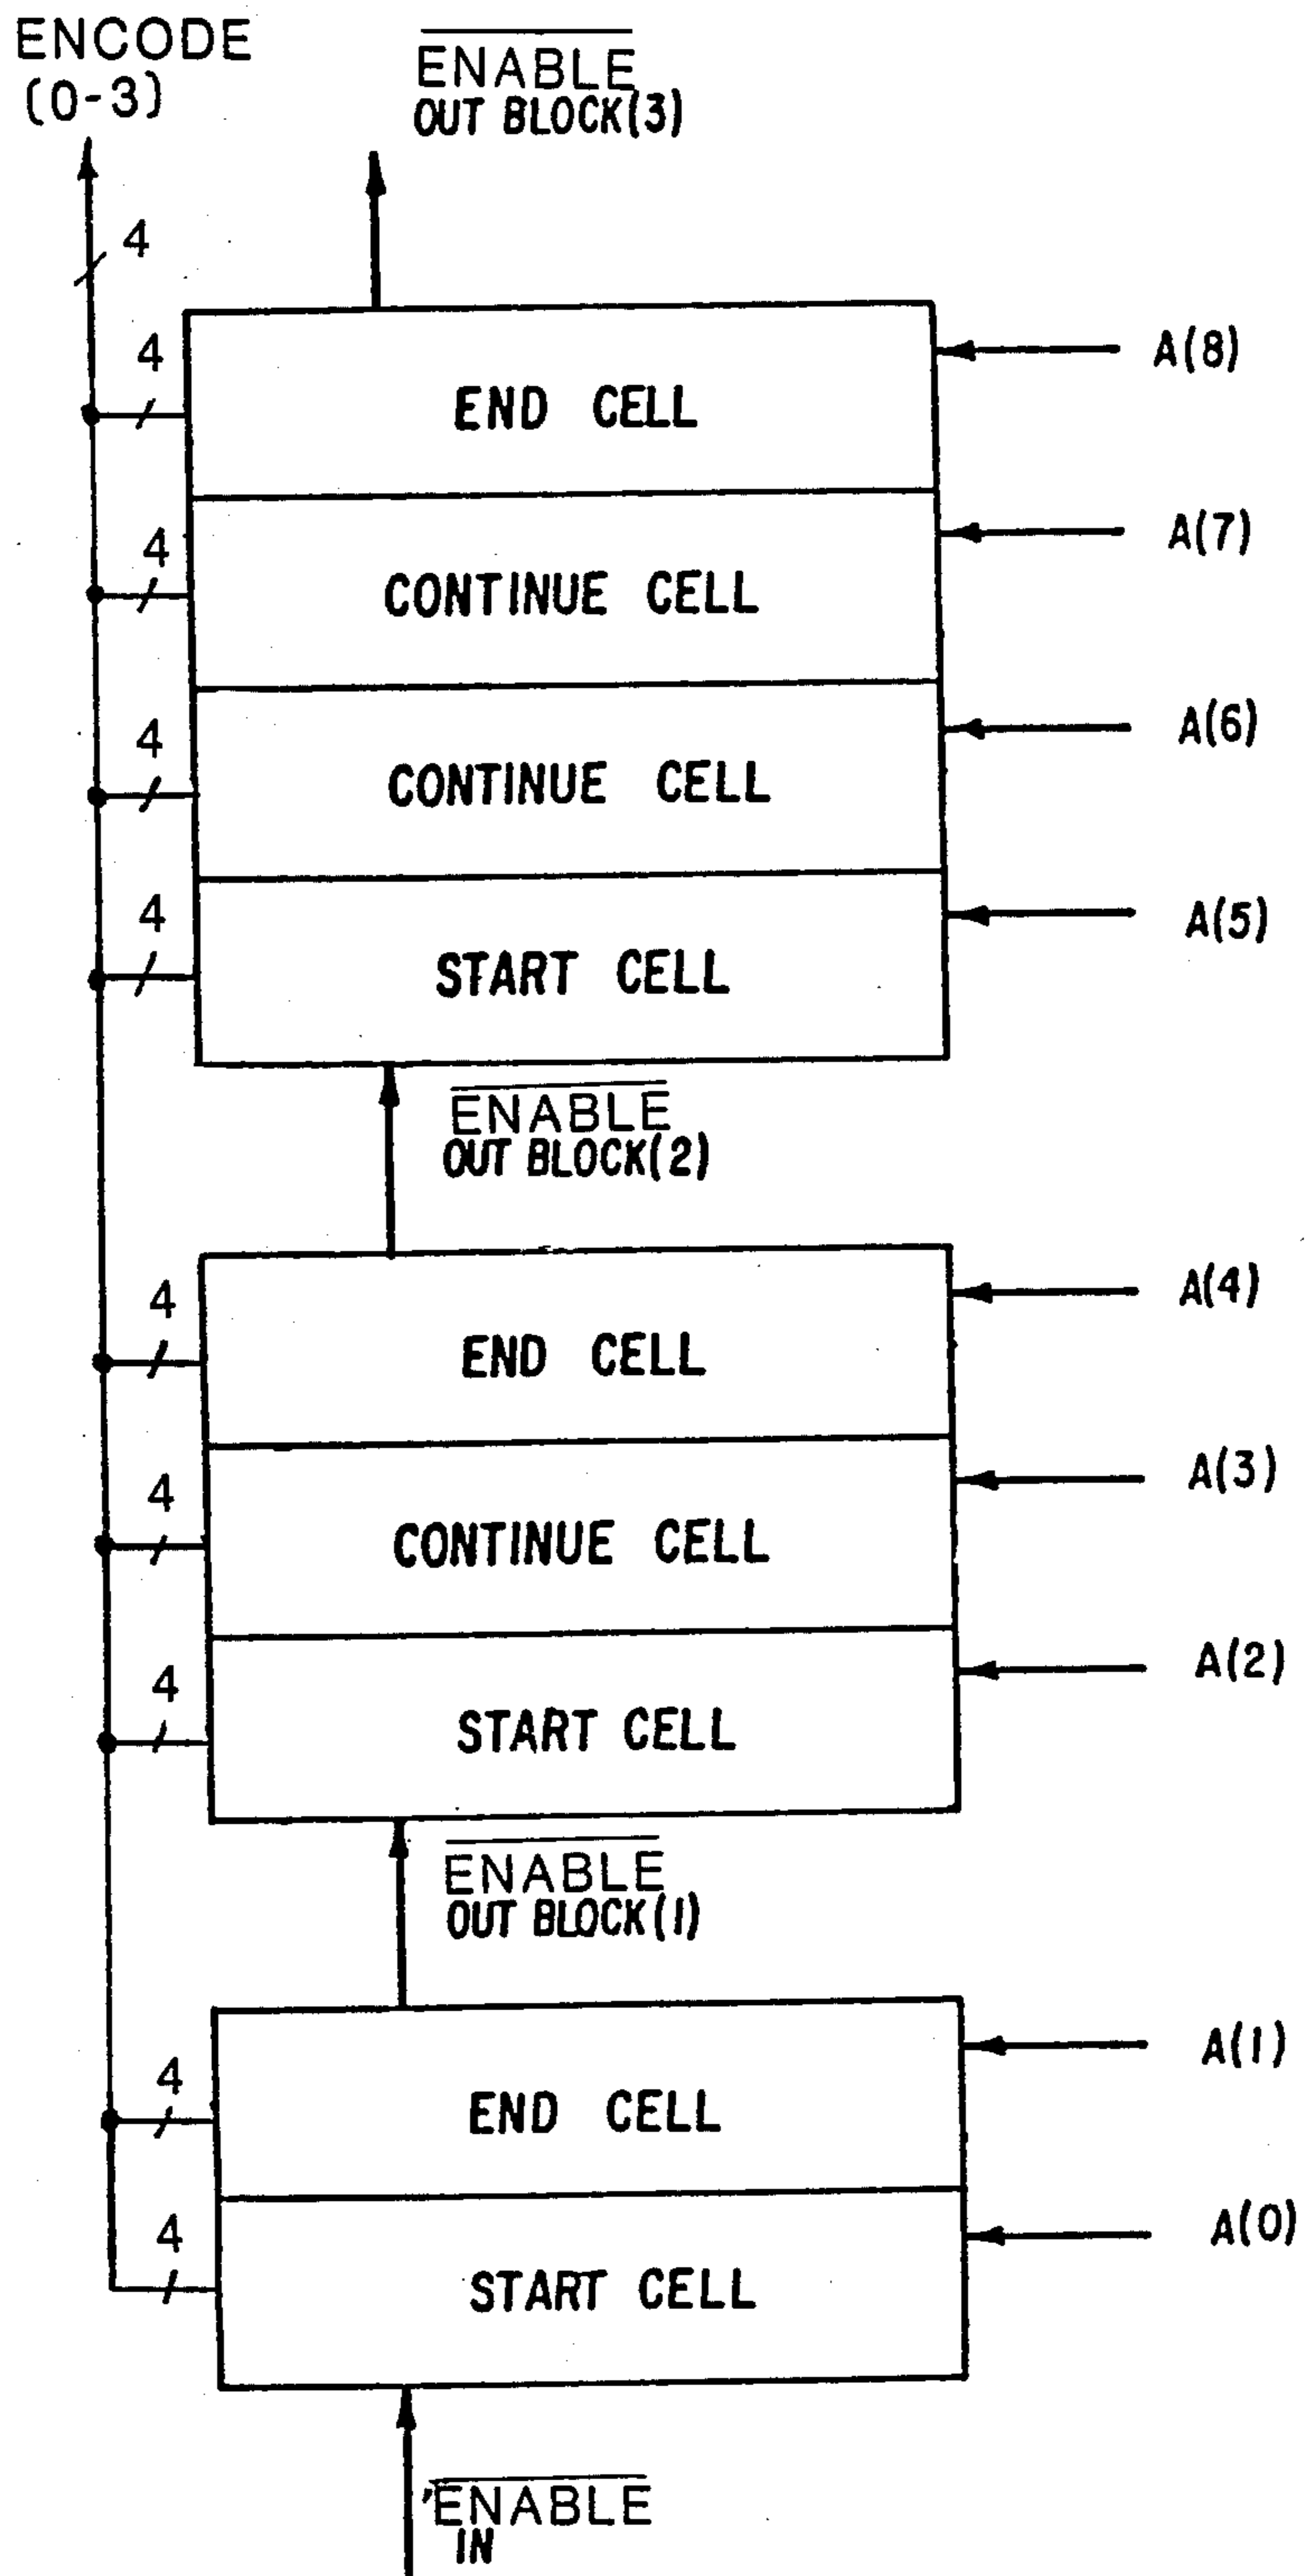 ENCODE
(0-3)
ENABLE
OUT BLOCK(3)
4
4
END CELL
A(8)
4
CONTINUE CELL
A(7)
4
CONTINUE CELL
A(6)
4
START CELL
A(5)
ENABLE
OUT BLOCK(2)
4
END CELL
A(4)
4
CONTINUE CELL
A(3)
4
START CELL
A(2)
ENABLE
OUT BLOCK(1)
4
END CELL
A(1)
4
START CELL
A(0)
ENABLE
IN